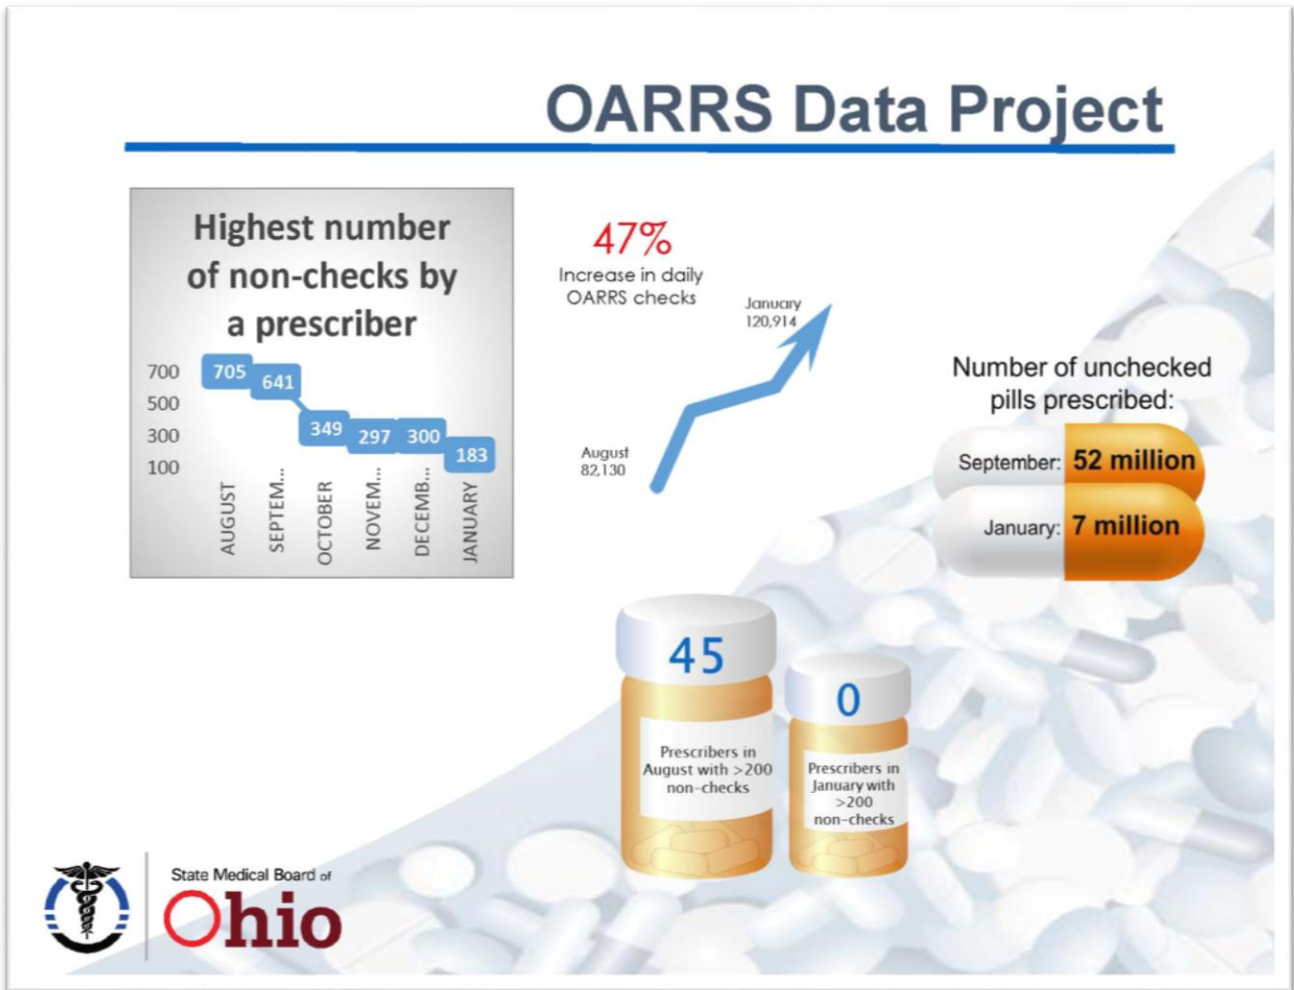 OARRS Data Project
Highest number
of non-checks by
a prescriber
700
500
300
100
705
641
349
297
300
183
AUGUST
SEPTEM...
OCTOBER
NOVEM...
DECEMB...
JANUARY
47%
Increase in daily
OARRS checks
January
120,914
August
82,130
Number of unchecked
pills prescribed:
September: 52 million
January: 7 million
45
Prescribers in
August with >200
non-checks
0
Prescribers in
January with
>200
non-checks
State Medical Board of
Ohio